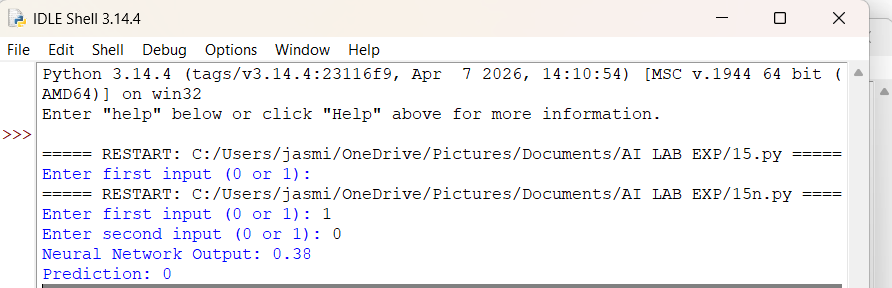 IDLE Shell 3.14.4
File Edit Shell Debug Options Window Help
Python 3.14.4 (tags/v3.14.4:23116f9, Apr  7 2026, 14:10:54) [MSC v.1944 64 bit (
AMD64)] on win32
Enter "help" below or click "Help" above for more information.
>>>
===== RESTART: C:/Users/jasmi/OneDrive/Pictures/Documents/AI LAB EXP/15.py =====
Enter first input (0 or 1):
===== RESTART: C:/Users/jasmi/OneDrive/Pictures/Documents/AI LAB EXP/15n.py ====
Enter first input (0 or 1): 1
Enter second input (0 or 1): 0
Neural Network Output: 0.38
Prediction: 0